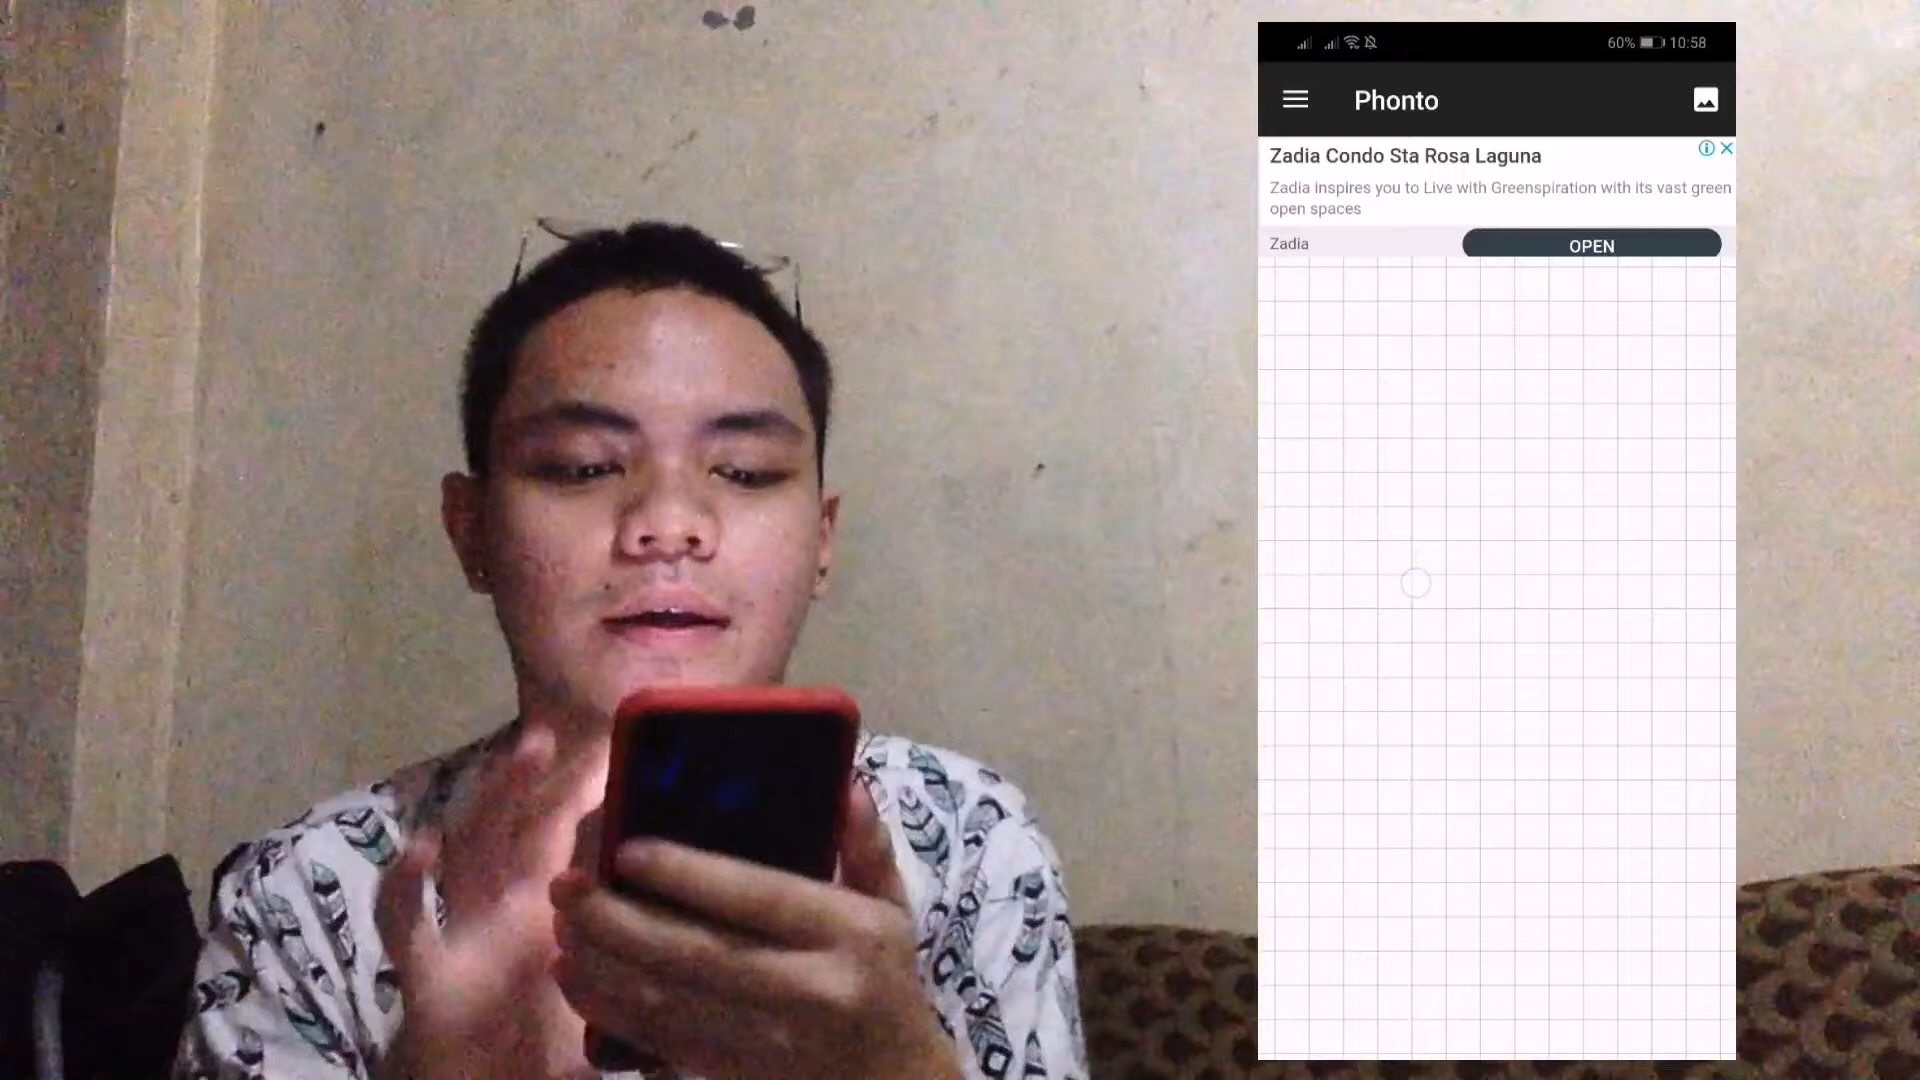 60% 10:58
Phonto
Zadia Condo Sta Rosa Laguna
Zadia inspires you to Live with Greenspiration with its vast green
open spaces
Zadia
OPEN